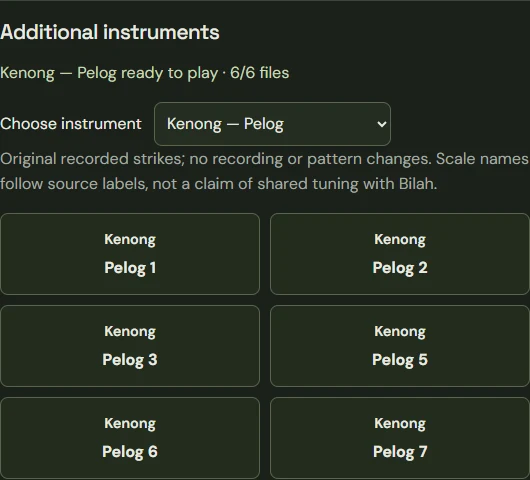 Additional instruments
Kenong — Pelog ready to play · 6/6 files
Choose instrument
Kenong — Pelog
Original recorded strikes; no recording or pattern changes. Scale names
follow source labels, not a claim of shared tuning with Bilah.
Kenong
Pelog 1
Kenong
Pelog 2
Kenong
Pelog 3
Kenong
Pelog 5
Kenong
Pelog 6
Kenong
Pelog 7